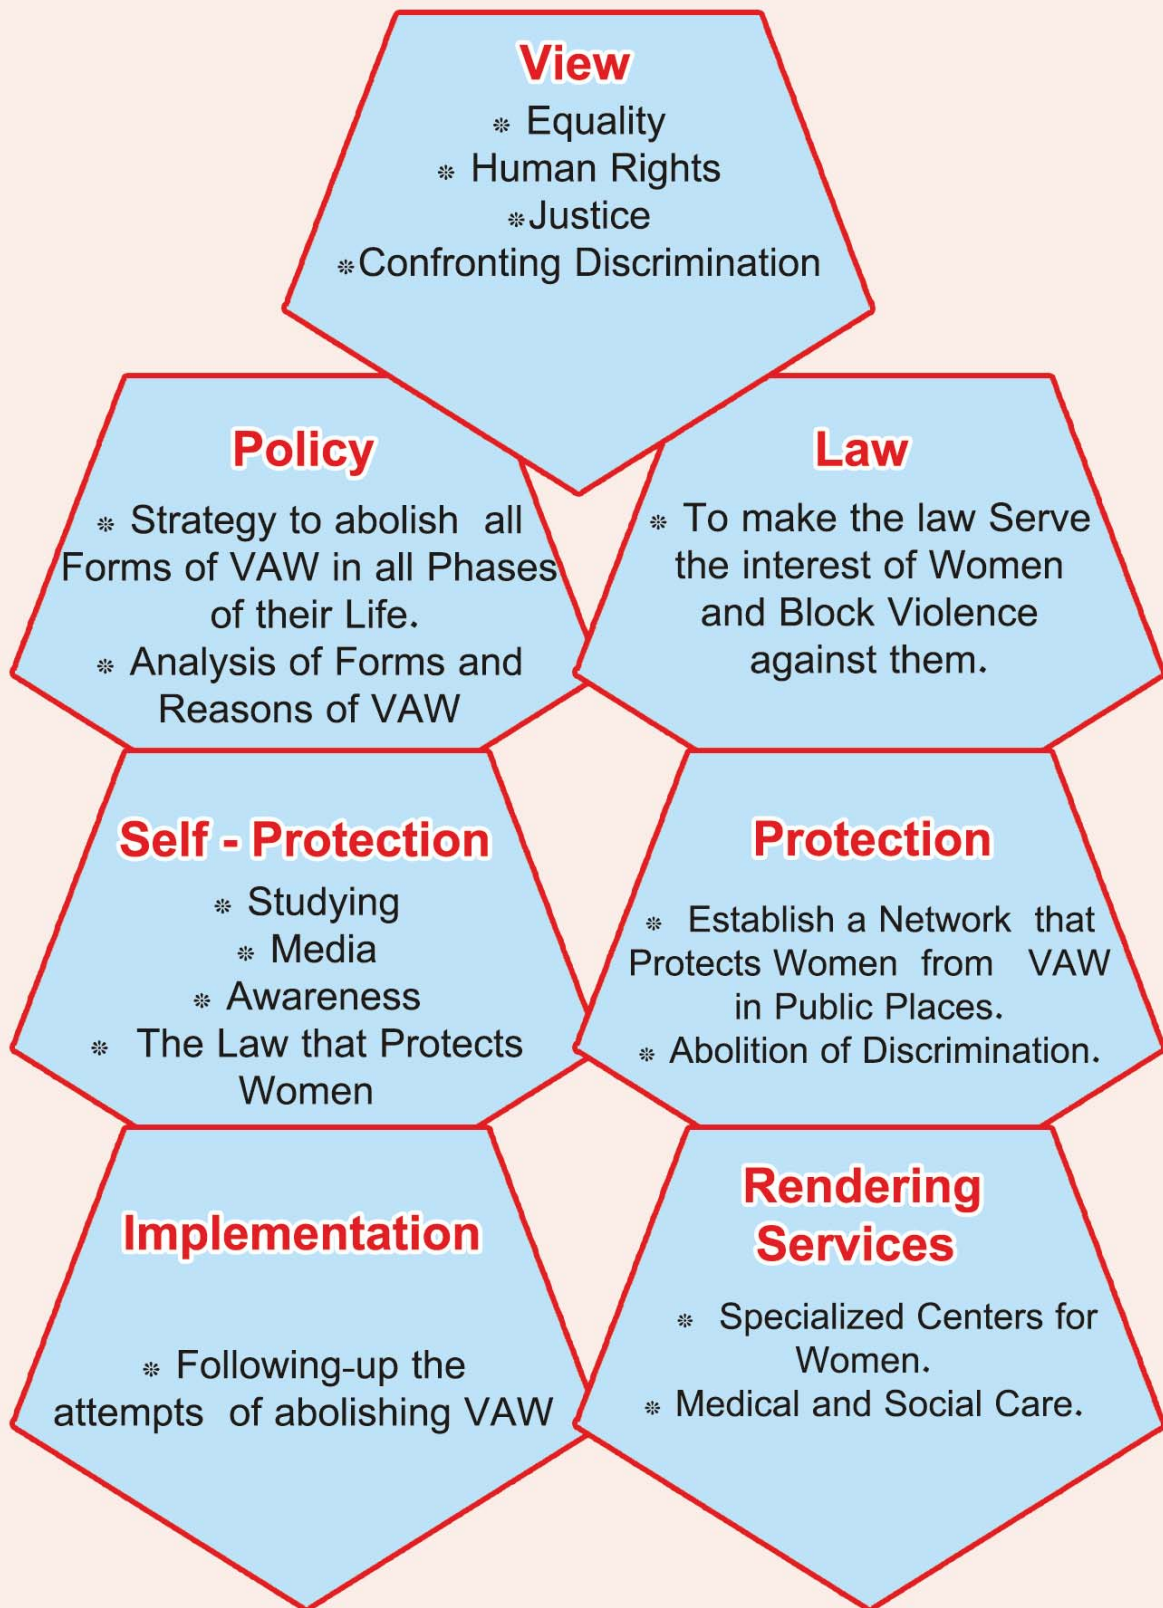 View
❊ Equality
❊ Human Rights
❊Justice
❊Confronting Discrimination
Policy
❊ Strategy to abolish all
Forms of VAW in all Phases
of their Life.
❊ Analysis of Forms and
Reasons of VAW
Law
❊ To make the law Serve
the interest of Women
and Block Violence
against them.
Self - Protection
❊ Studying
❊ Media
❊ Awareness
❊ The Law that Protects
Women
Protection
❊ Establish a Network that
Protects Women from VAW
in Public Places.
❊ Abolition of Discrimination.
Implementation
❊ Following-up the
attempts of abolishing VAW
Rendering
Services
❊ Specialized Centers for
Women.
❊ Medical and Social Care.